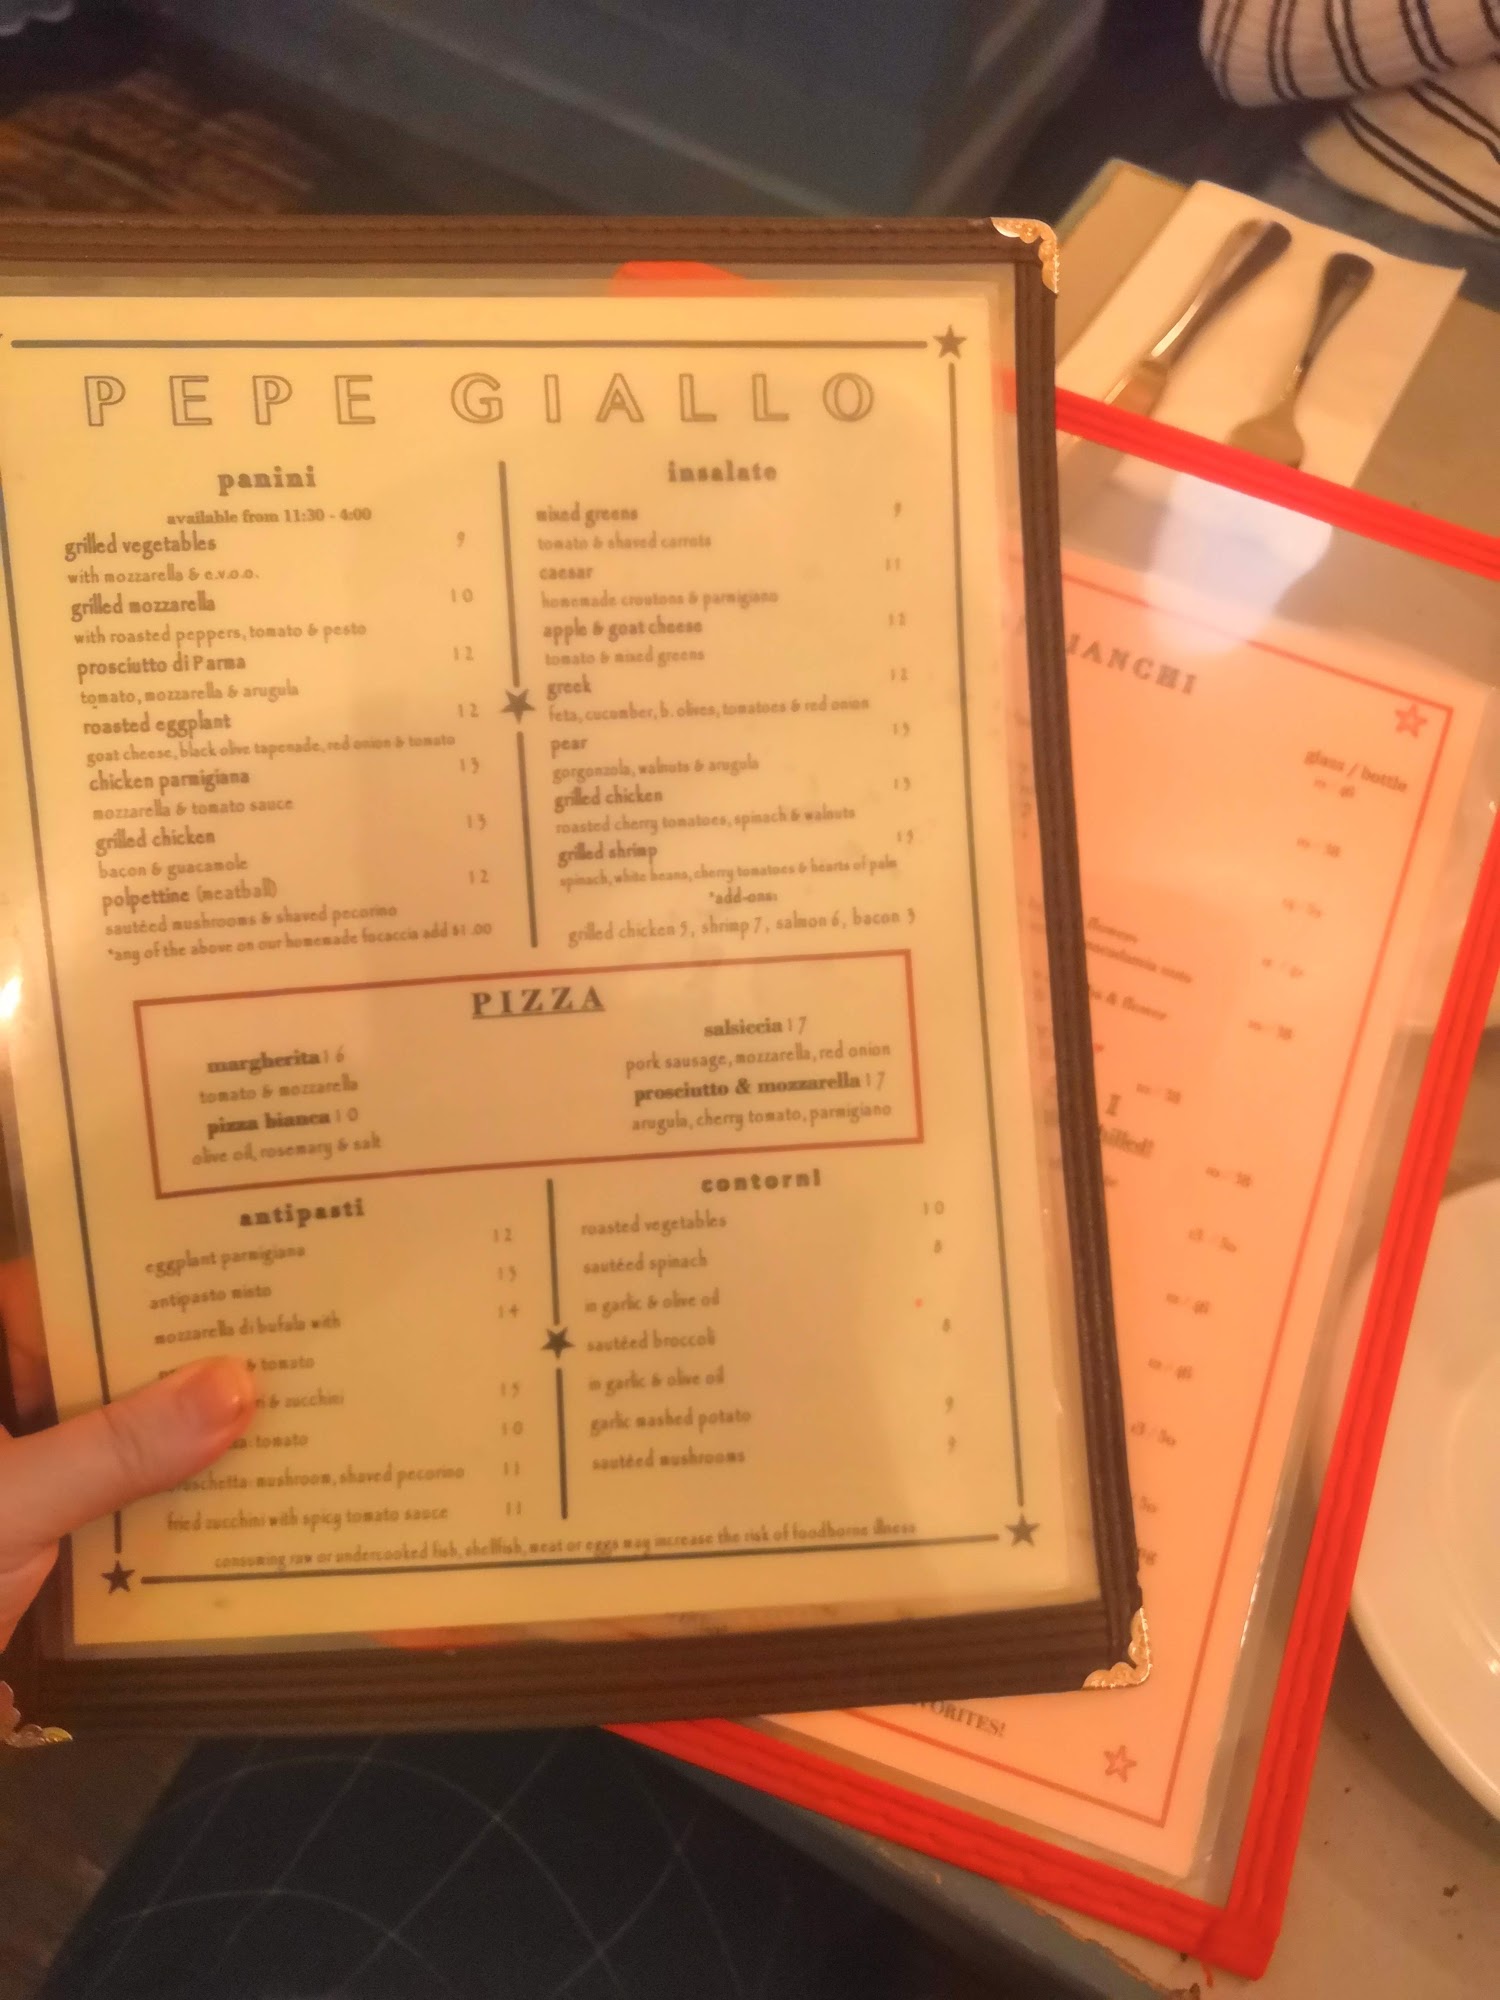 PEPE GIALLO
panini
available from 11:30 - 4:00
grilled vegetables 9
with mozzarella & e.v.o.o.
grilled mozzarella 10
with roasted peppers, tomato & pesto
prosciutto di Parma 12
tomato, mozzarella & arugula
roasted eggplant 12
goat cheese, black olive tapenade, red onion & tomato
chicken parmigiana 13
mozzarella & tomato sauce
grilled chicken 13
bacon & guacamole
polpettine (meatball) 12
sautéed mushrooms & shaved pecorino
*any of the above on our homemade focaccia add $1.00
insalate
mixed greens 9
tomato & shaved carrots
caesar 11
homemade croutons & parmigiano
apple & goat cheese 12
tomato & mixed greens
greek 12
feta, cucumber, b. olives, tomatoes & red onion
pear 13
gorgonzola, walnuts & arugula
grilled chicken 13
roasted cherry tomatoes, spinach & walnuts
grilled shrimp 15
spinach, white beans, cherry tomatoes & hearts of palm
*add-ons:
grilled chicken 5, shrimp 7, salmon 6, bacon 3
PIZZA
margherita 16
tomato & mozzarella
pizza bianca 10
olive oil, rosemary & salt
salsiccia 17
pork sausage, mozzarella, red onion
prosciutto & mozzarella 17
arugula, cherry tomato, parmigiano
antipasti
eggplant parmigiana 12
antipasto misto 13
mozzarella di bufala with 14
& tomato
& zucchini 15
tomato 10
mushroom, shaved pecorino 11
fried zucchini with spicy tomato sauce 11
contorni
roasted vegetables 10
sautéed spinach 8
in garlic & olive oil
sautéed broccoli 8
in garlic & olive oil
garlic mashed potato 9
sautéed mushrooms 9
consuming raw or undercooked fish, shellfish, meat or eggs may increase the risk of foodborne illness
IANCHI
glass / bottle
flowers
macadamia nuts
& flower
ORITES!